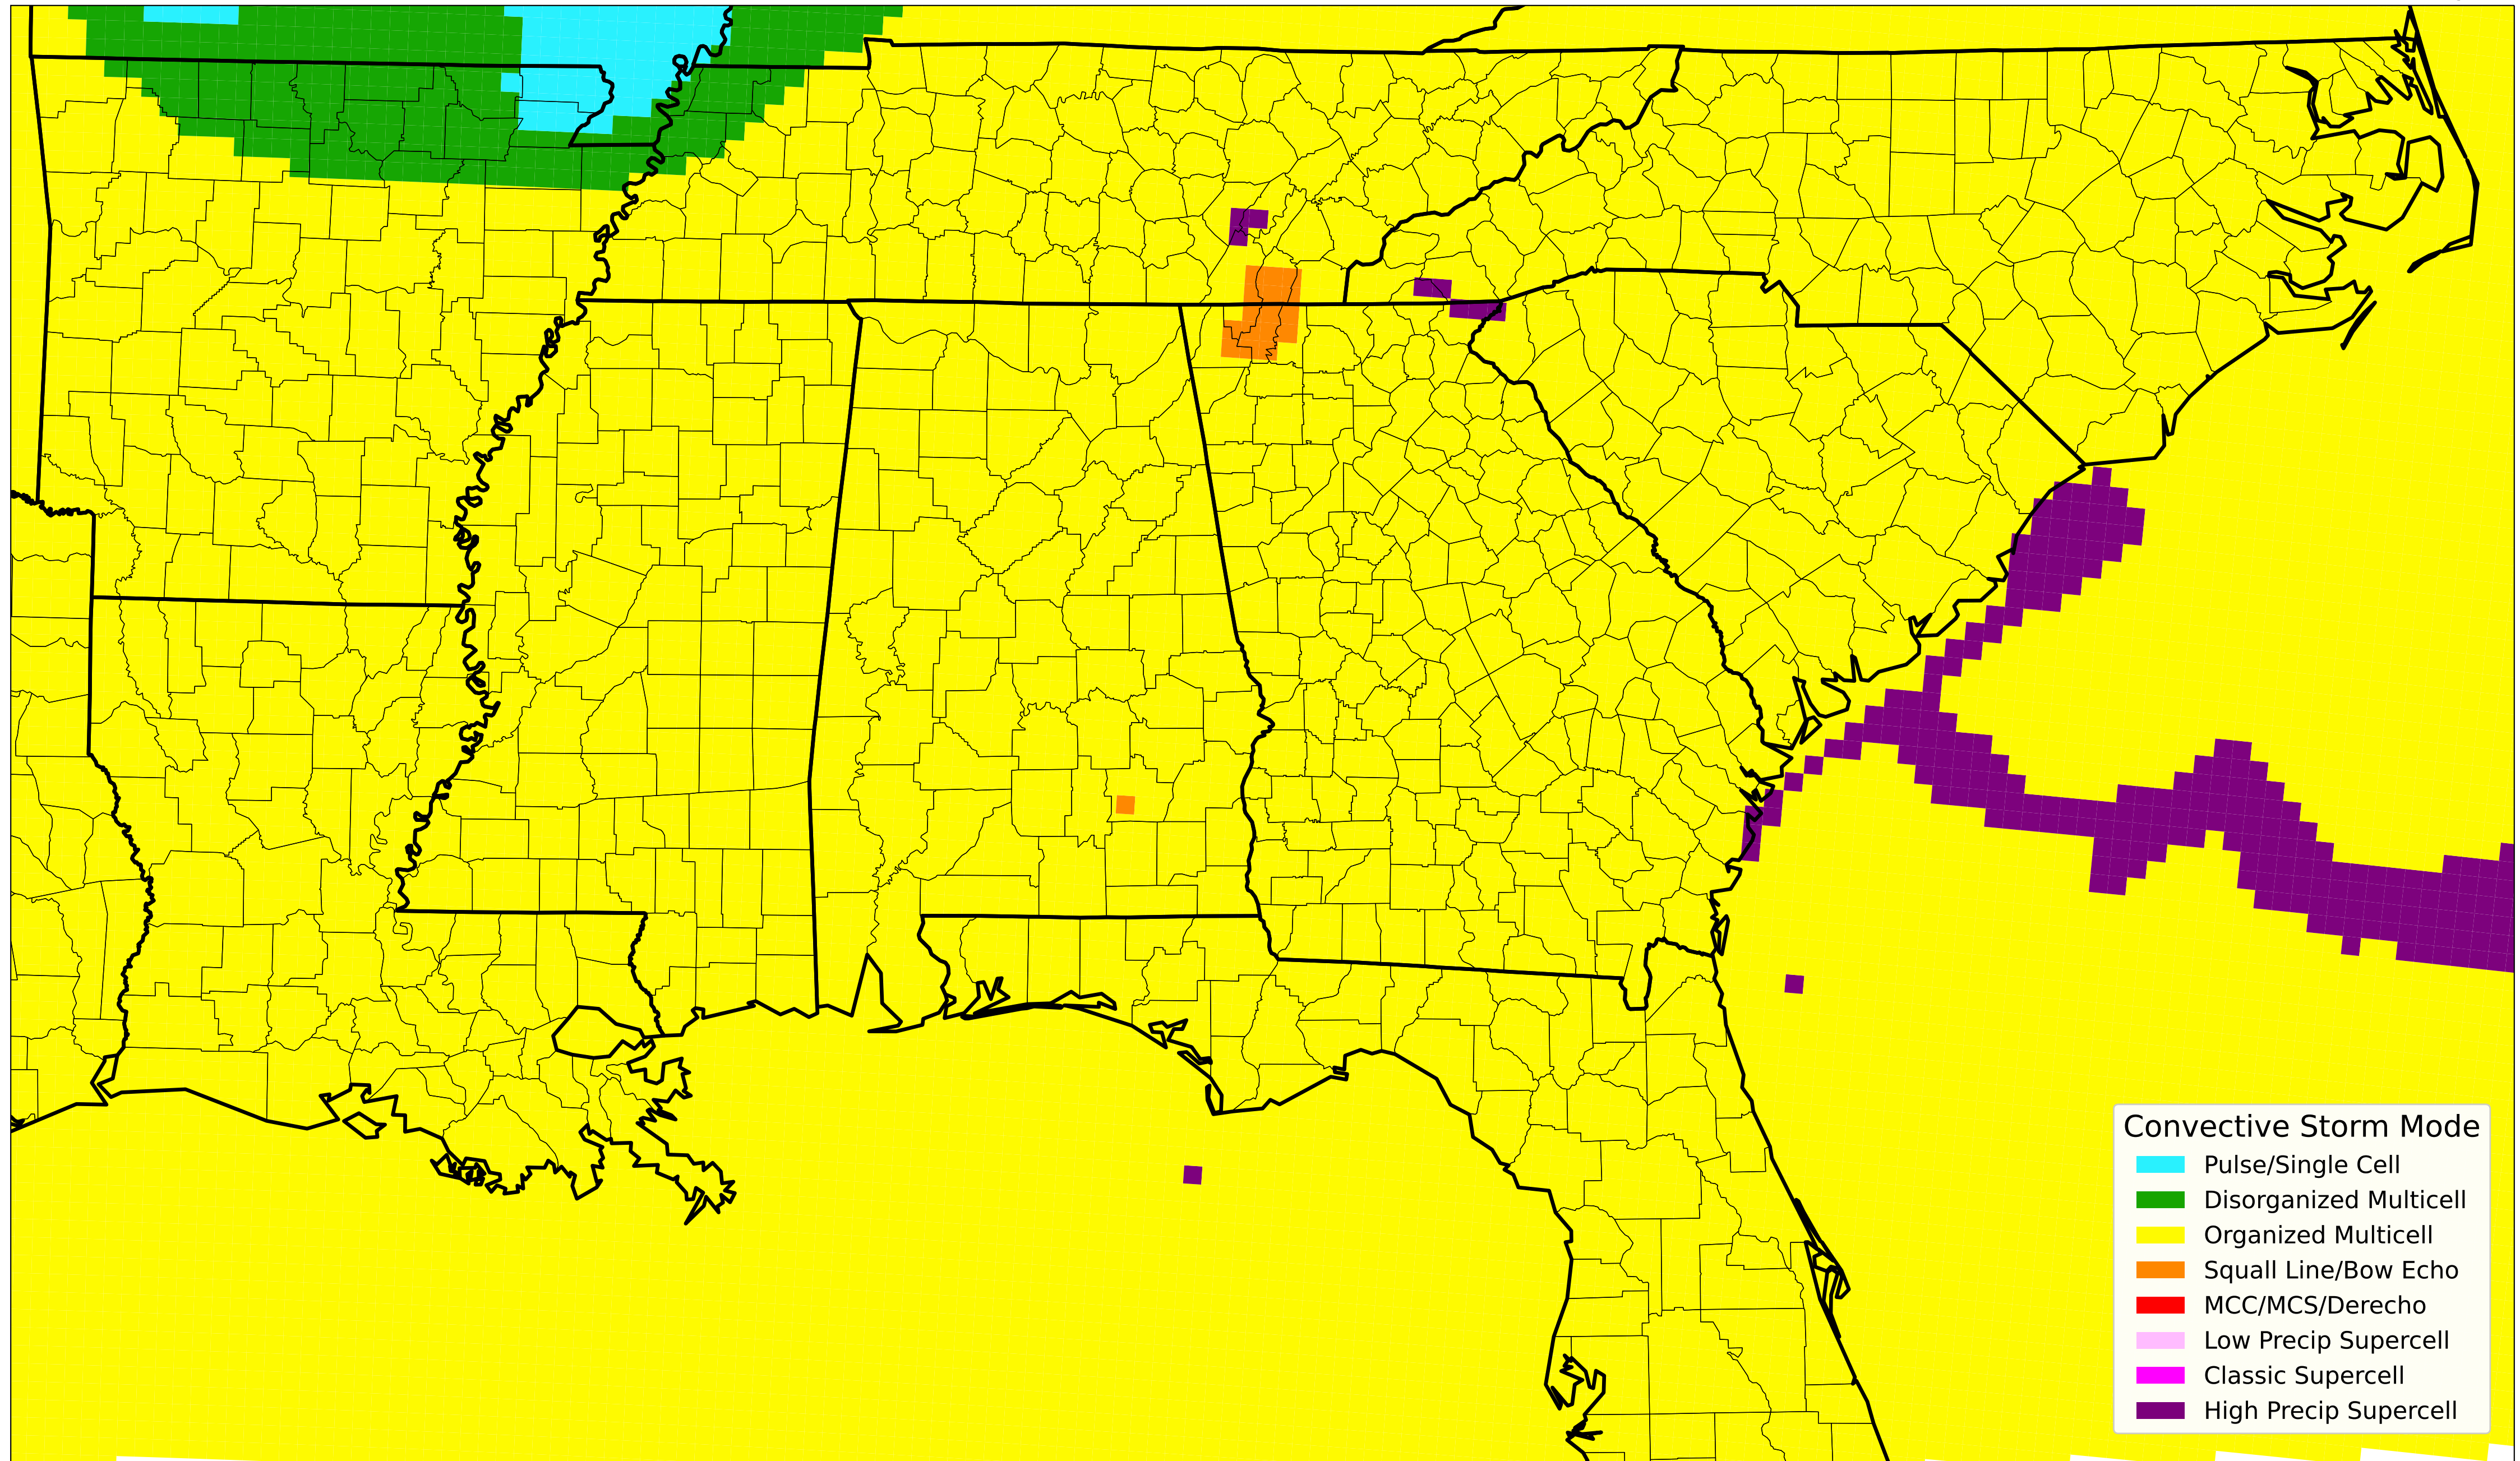 Convective Storm Mode
Pulse/Single Cell
Disorganized Multicell
Organized Multicell
Squall Line/Bow Echo
MCC/MCS/Derecho
Low Precip Supercell
Classic Supercell
High Precip Supercell